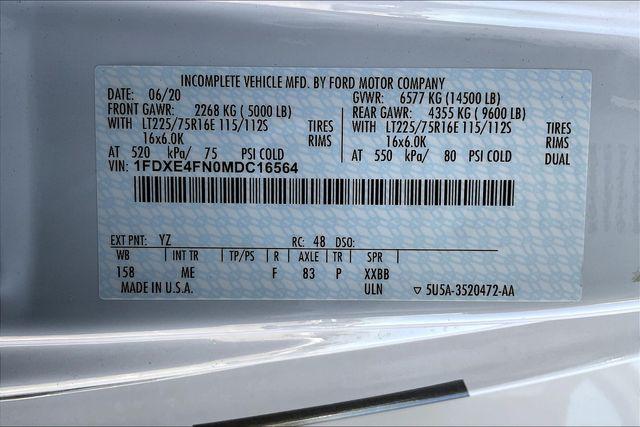 INCOMPLETE VEHICLE MFD. BY FORD MOTOR COMPANY
DATE: 06/20 GVWR: 6577 KG (14500 LB)
FRONT GAWR: 2268 KG ( 5000 LB) REAR GAWR: 4355 KG ( 9600 LB)
WITH LT225/75R16E 115/112S TIRES WITH LT225/75R16E 115/112S TIRES
16x6.0K RIMS 16x6.0K RIMS
AT 520 kPa/ 75 PSI COLD AT 550 kPa/ 80 PSI COLD DUAL
VIN: 1FDXE4FN0MDC16564
EXT PNT: YZ RC: 48 DSO:
WB INT TR TP/PS R AXLE TR SPR
158 ME F 83 P XXBB
MADE IN U.S.A. ULN ▽ 5U5A-3520472-AA